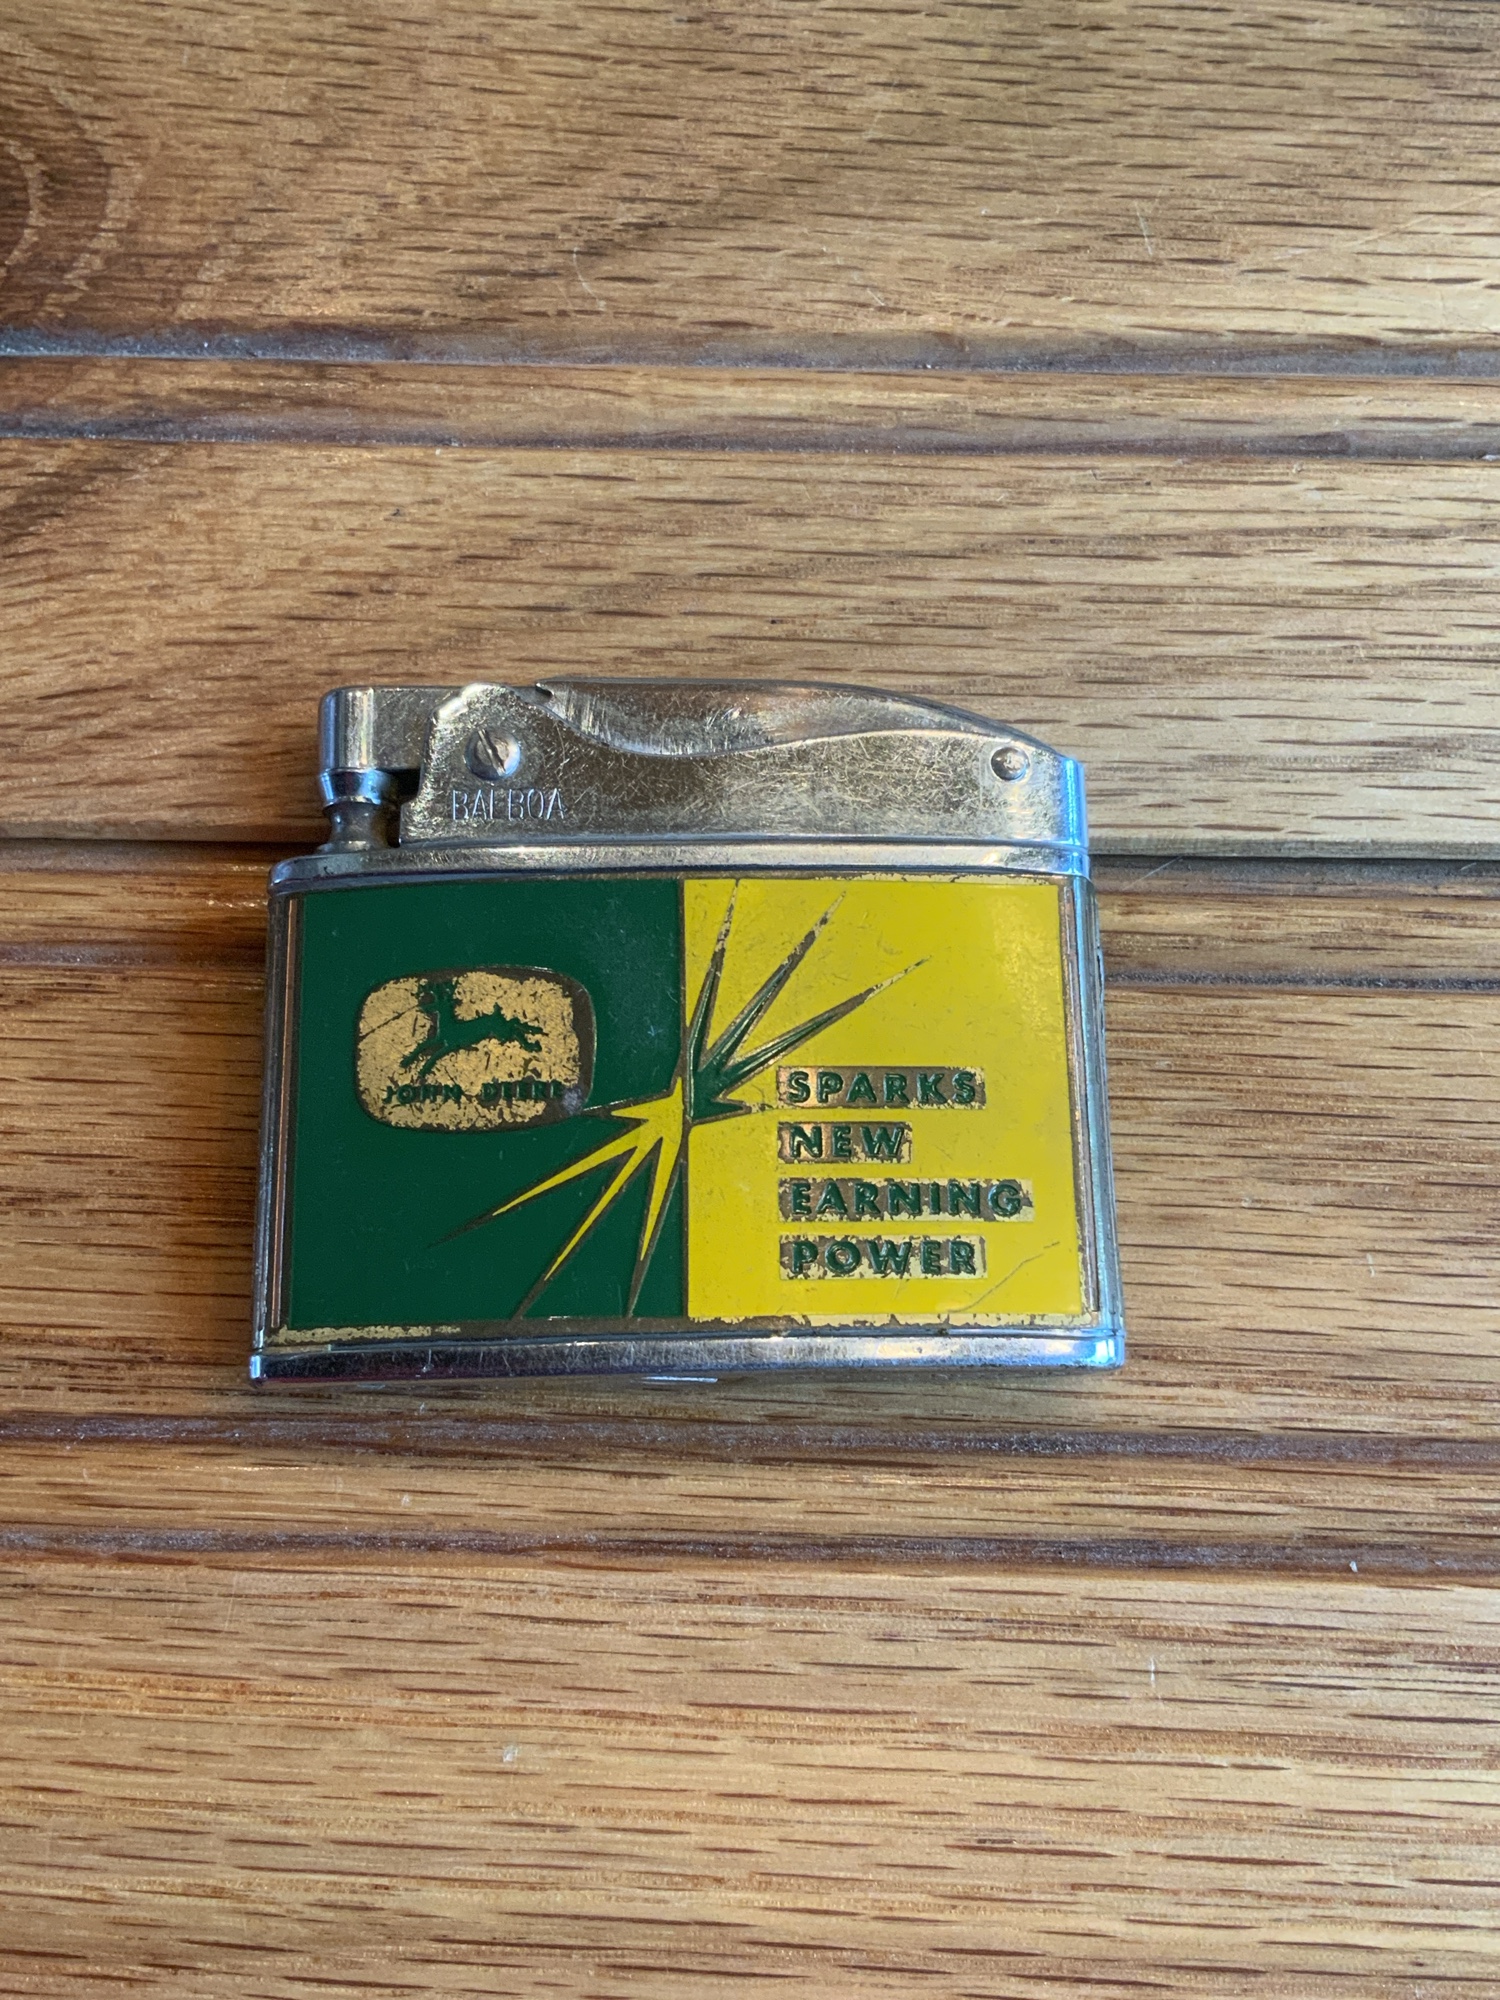 BALBOA
JOHN DEERE
SPARKS
NEW
EARNING
POWER